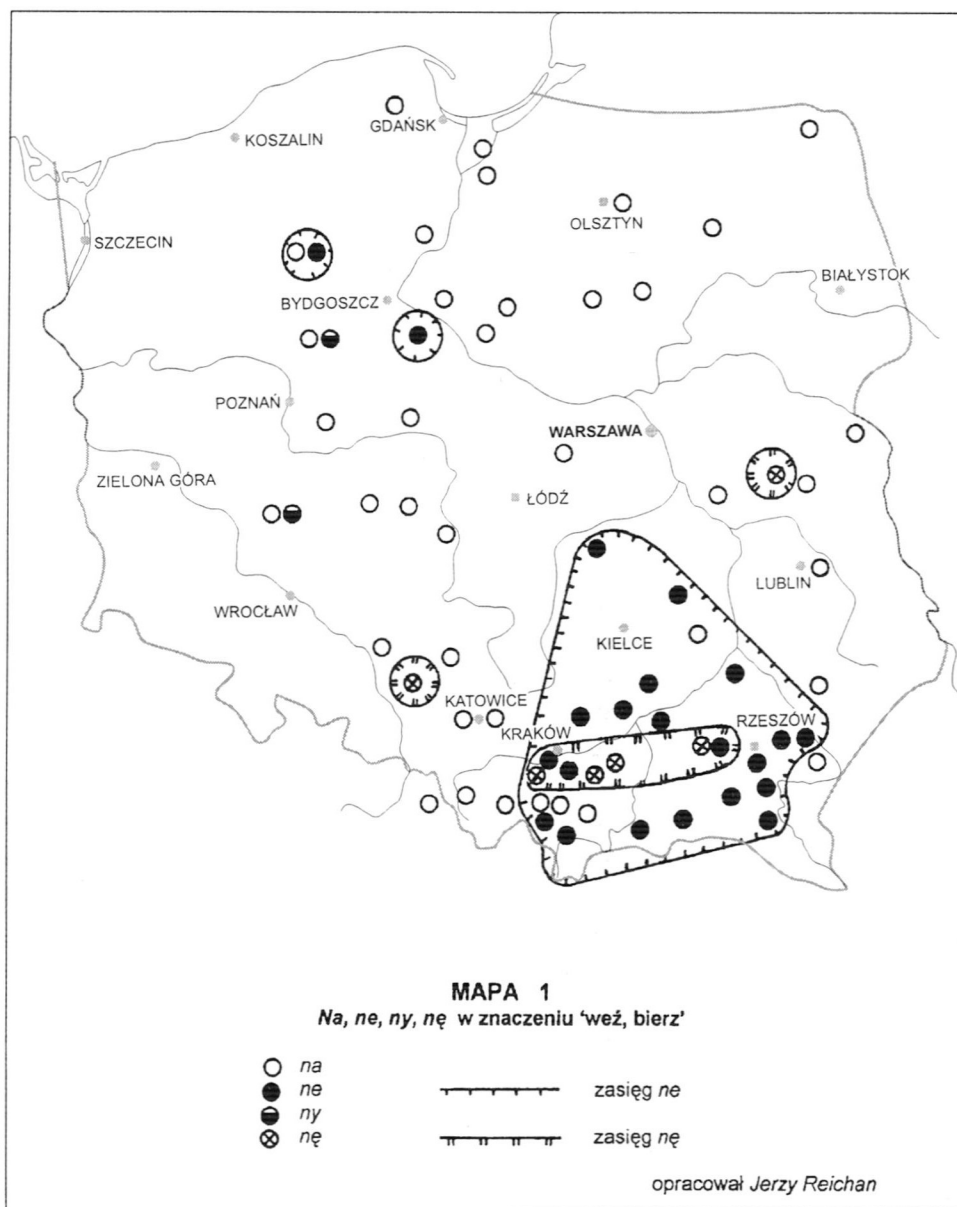 GDAŃSK
KOSZALIN
OLSZTYN
SZCZECIN
BIAŁYSTOK
BYDGOSZCZ
POZNAŃ
WARSZAWA
ZIELONA GÓRA
ŁÓDŹ
LUBLIN
WROCŁAW
KIELCE
KATOWICE
KRAKÓW
RZESZÓW
MAPA 1
Na, ne, ny, nę w znaczeniu ‘weź, bierz’
na
ne zasięg ne
ny
nę zasięg nę
opracował Jerzy Reichan